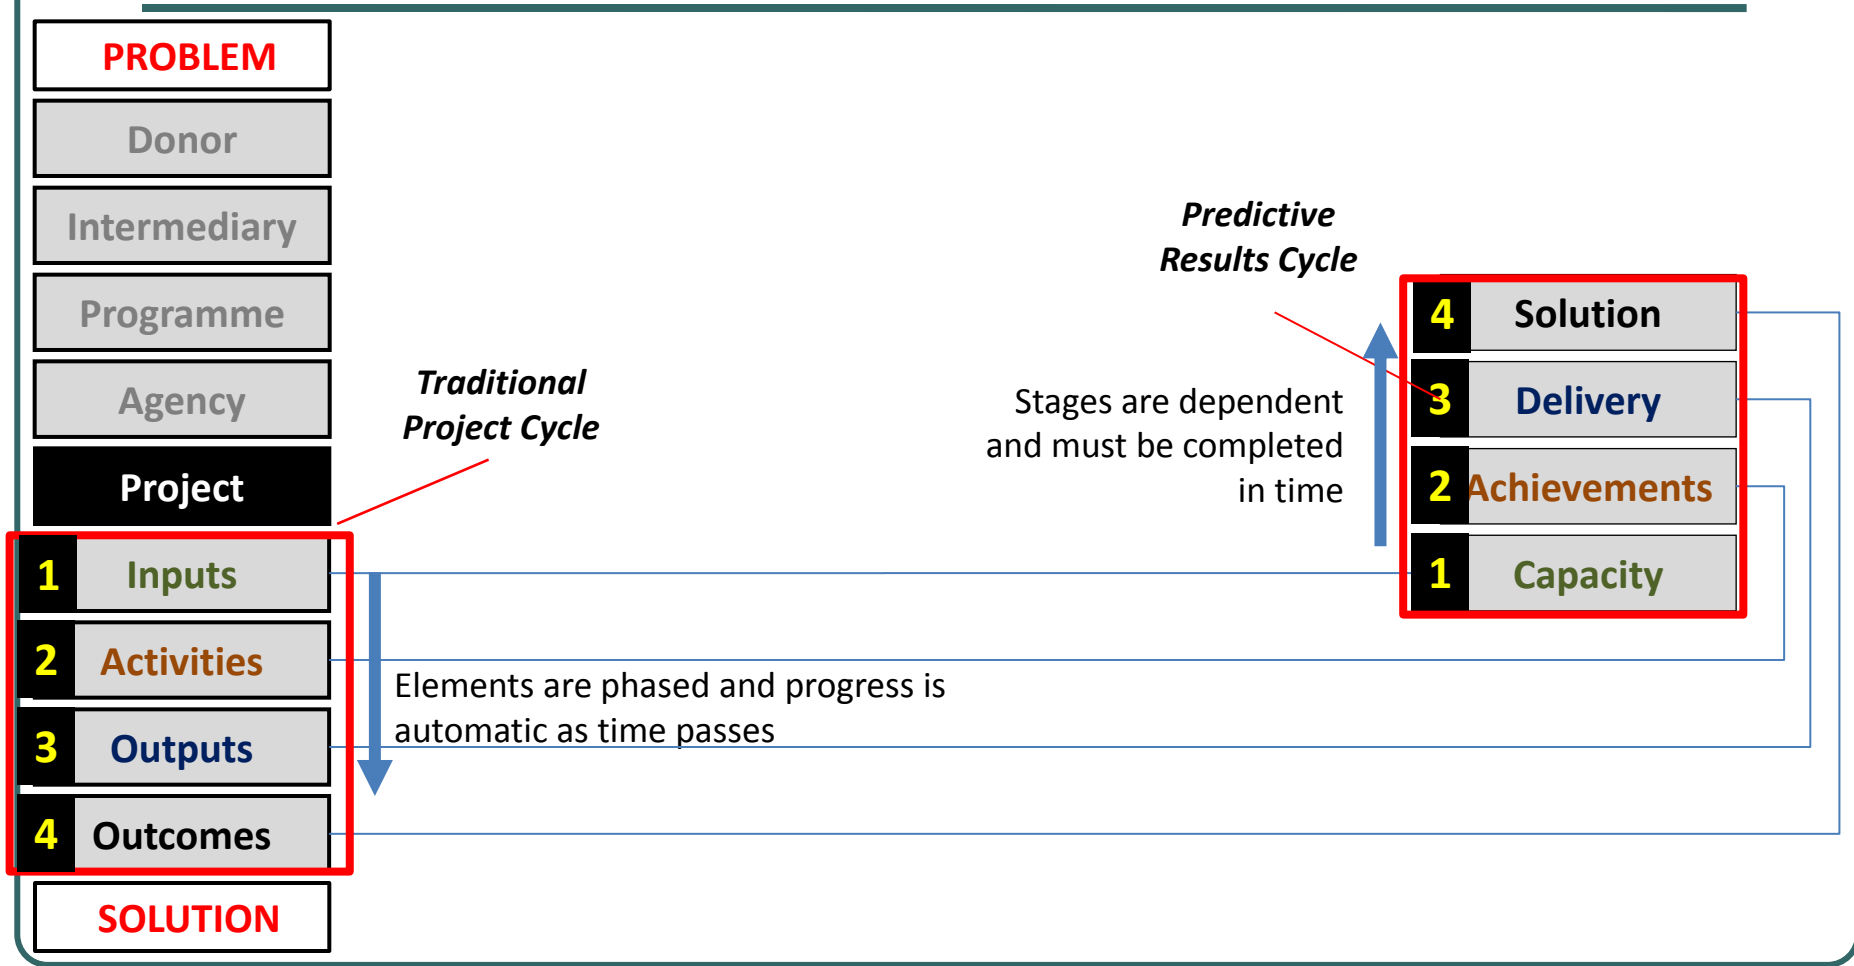 PROBLEM
Donor
Intermediary
Programme
Agency
Project
1 Inputs
2 Activities
3 Outputs
4 Outcomes
SOLUTION
Traditional
Project Cycle
Elements are phased and progress is
automatic as time passes
Predictive
Results Cycle
Stages are dependent
and must be completed
in time
4 Solution
3 Delivery
2 Achievements
1 Capacity